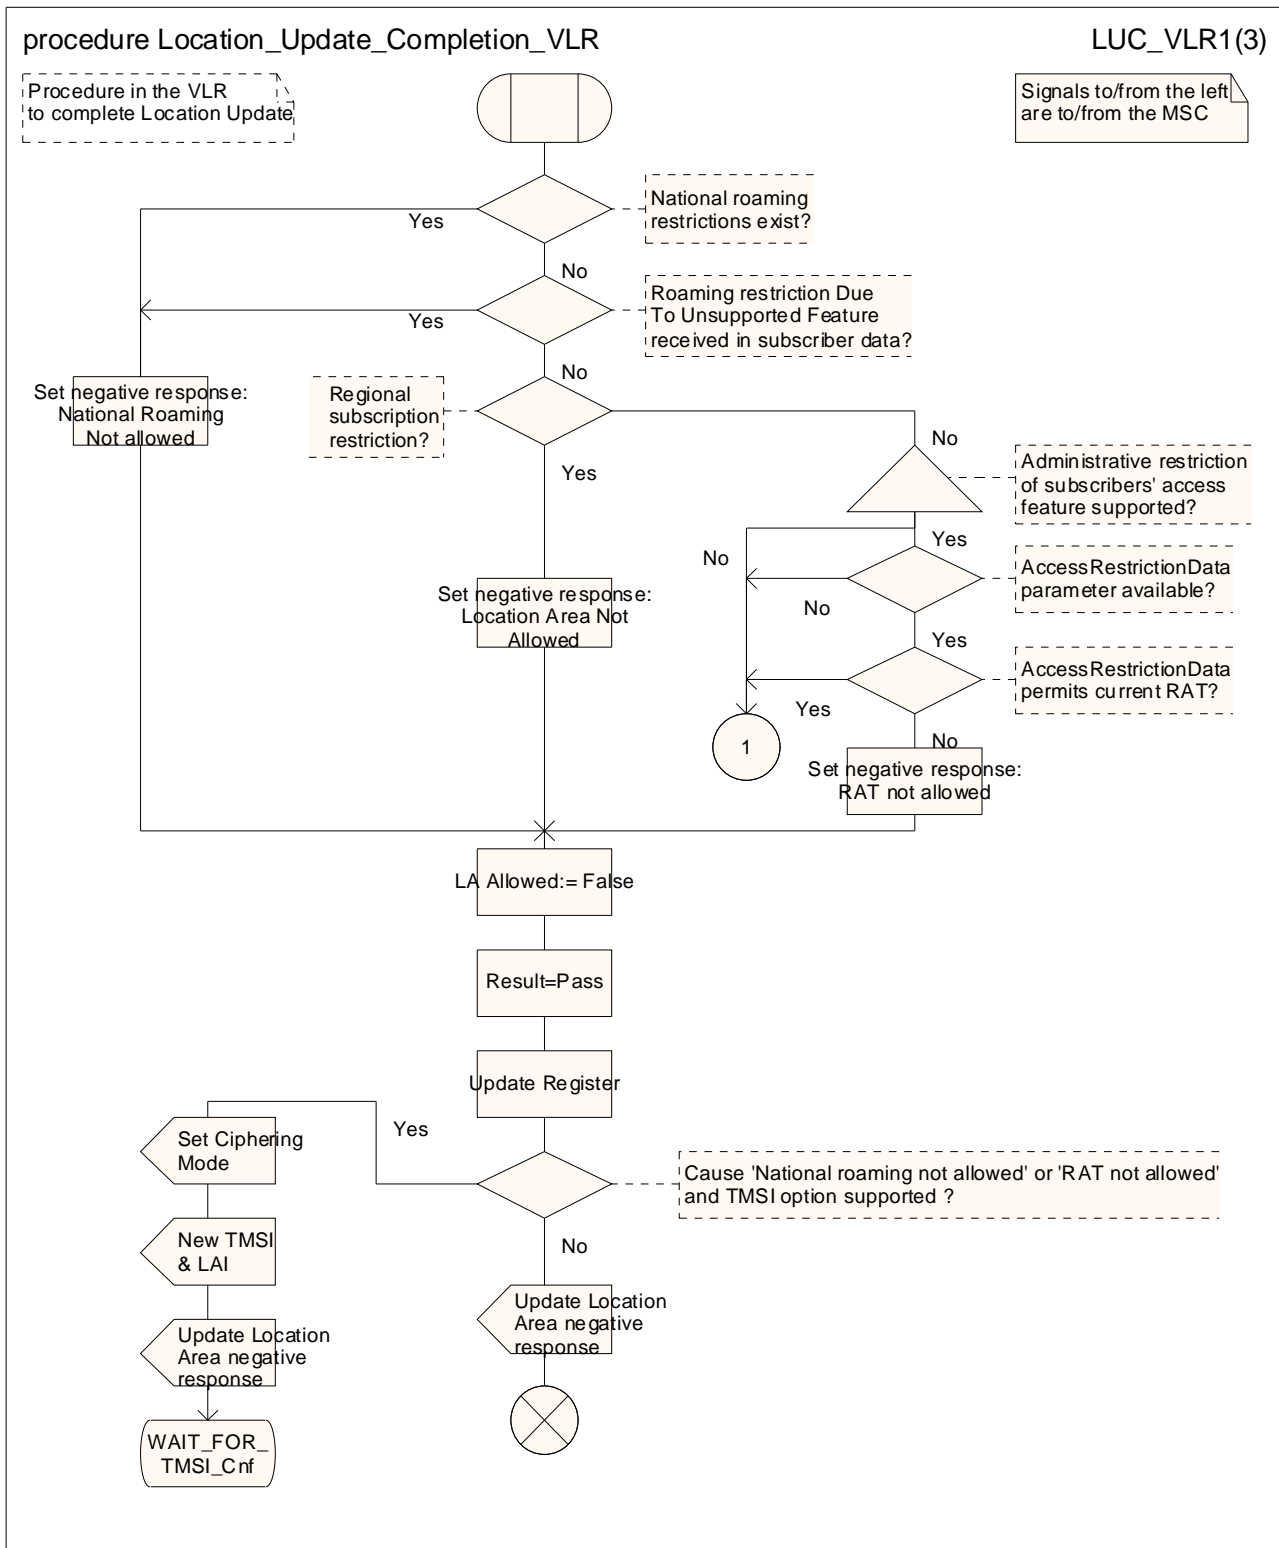 procedure Location_Update_Completion_VLR
LUC_VLR1(3)
Procedure in the VLR
to complete Location Update
Signals to/from the left
are to/from the MSC
National roaming
restrictions exist?
Yes
No
Roaming restriction Due
To Unsupported Feature
received in subscriber data?
Yes
No
Set negative response:
National Roaming
Not allowed
Regional
subscription
restriction?
No
Yes
Administrative restriction
of subscribers' access
feature supported?
Yes
No
AccessRestrictionData
parameter available?
No
Set negative response:
Location Area Not
Allowed
Yes
AccessRestrictionData
permits current RAT?
Yes
1
No
Set negative response:
RAT not allowed
LA Allowed:= False
Result=Pass
Update Register
Yes
Set Ciphering
Mode
Cause 'National roaming not allowed' or 'RAT not allowed'
and TMSI option supported ?
New TMSI
& LAI
No
Update Location
Area negative
response
Update Location
Area negative
response
WAIT_FOR_
TMSI_Cnf